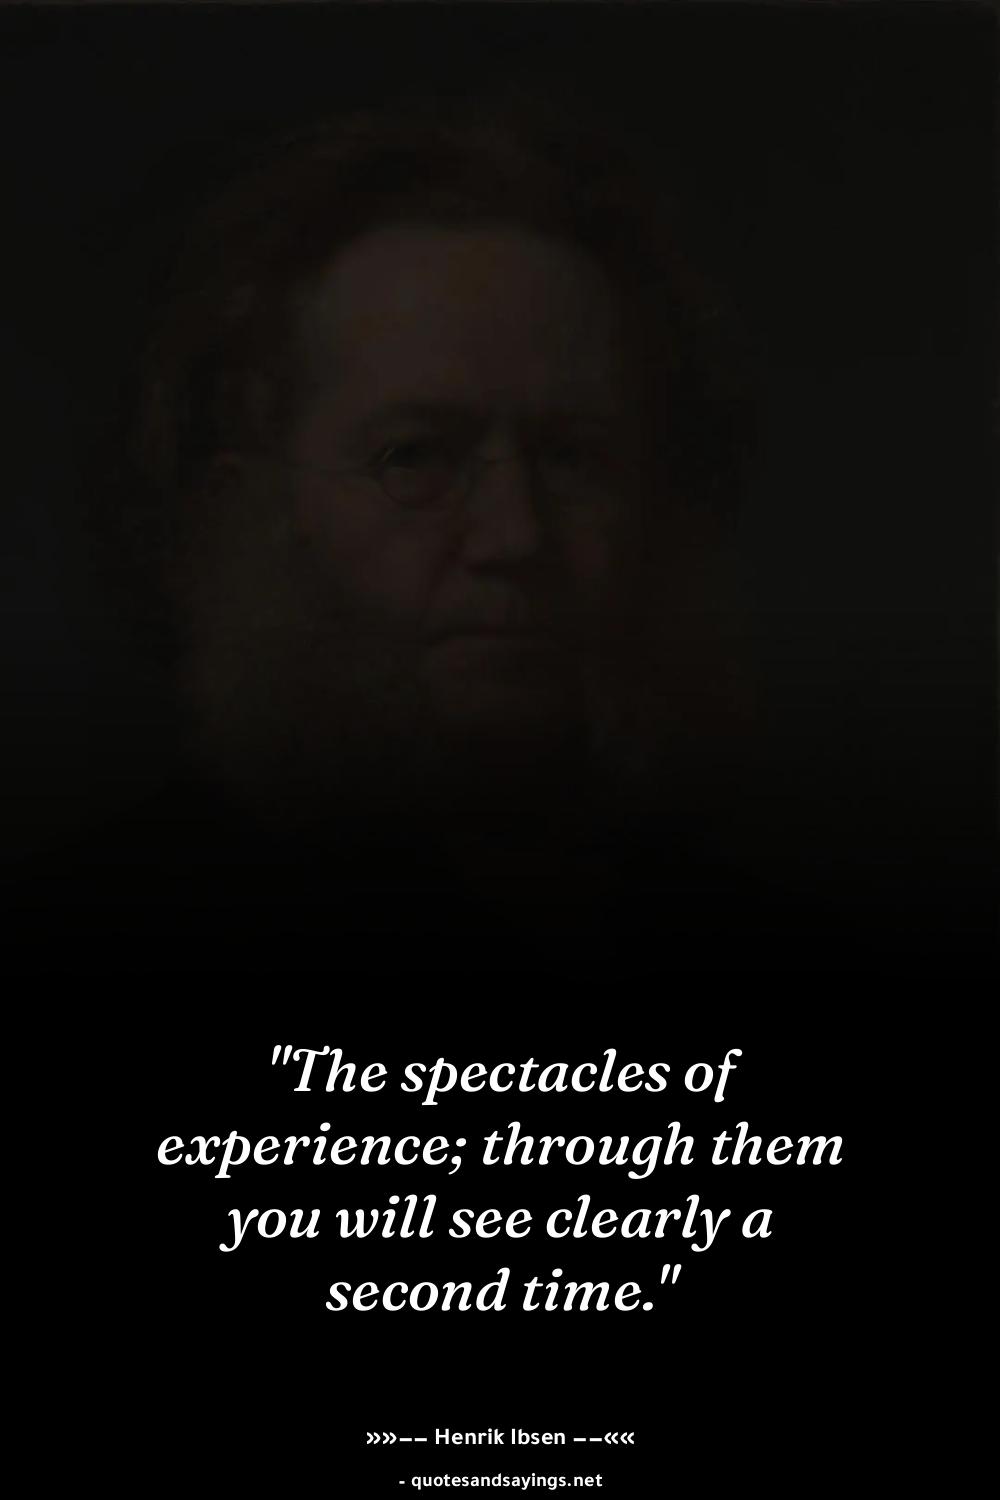 "The spectacles of
experience; through them
you will see clearly a
second time."
»»–– Henrik Ibsen ––««
- quotesandsayings.net